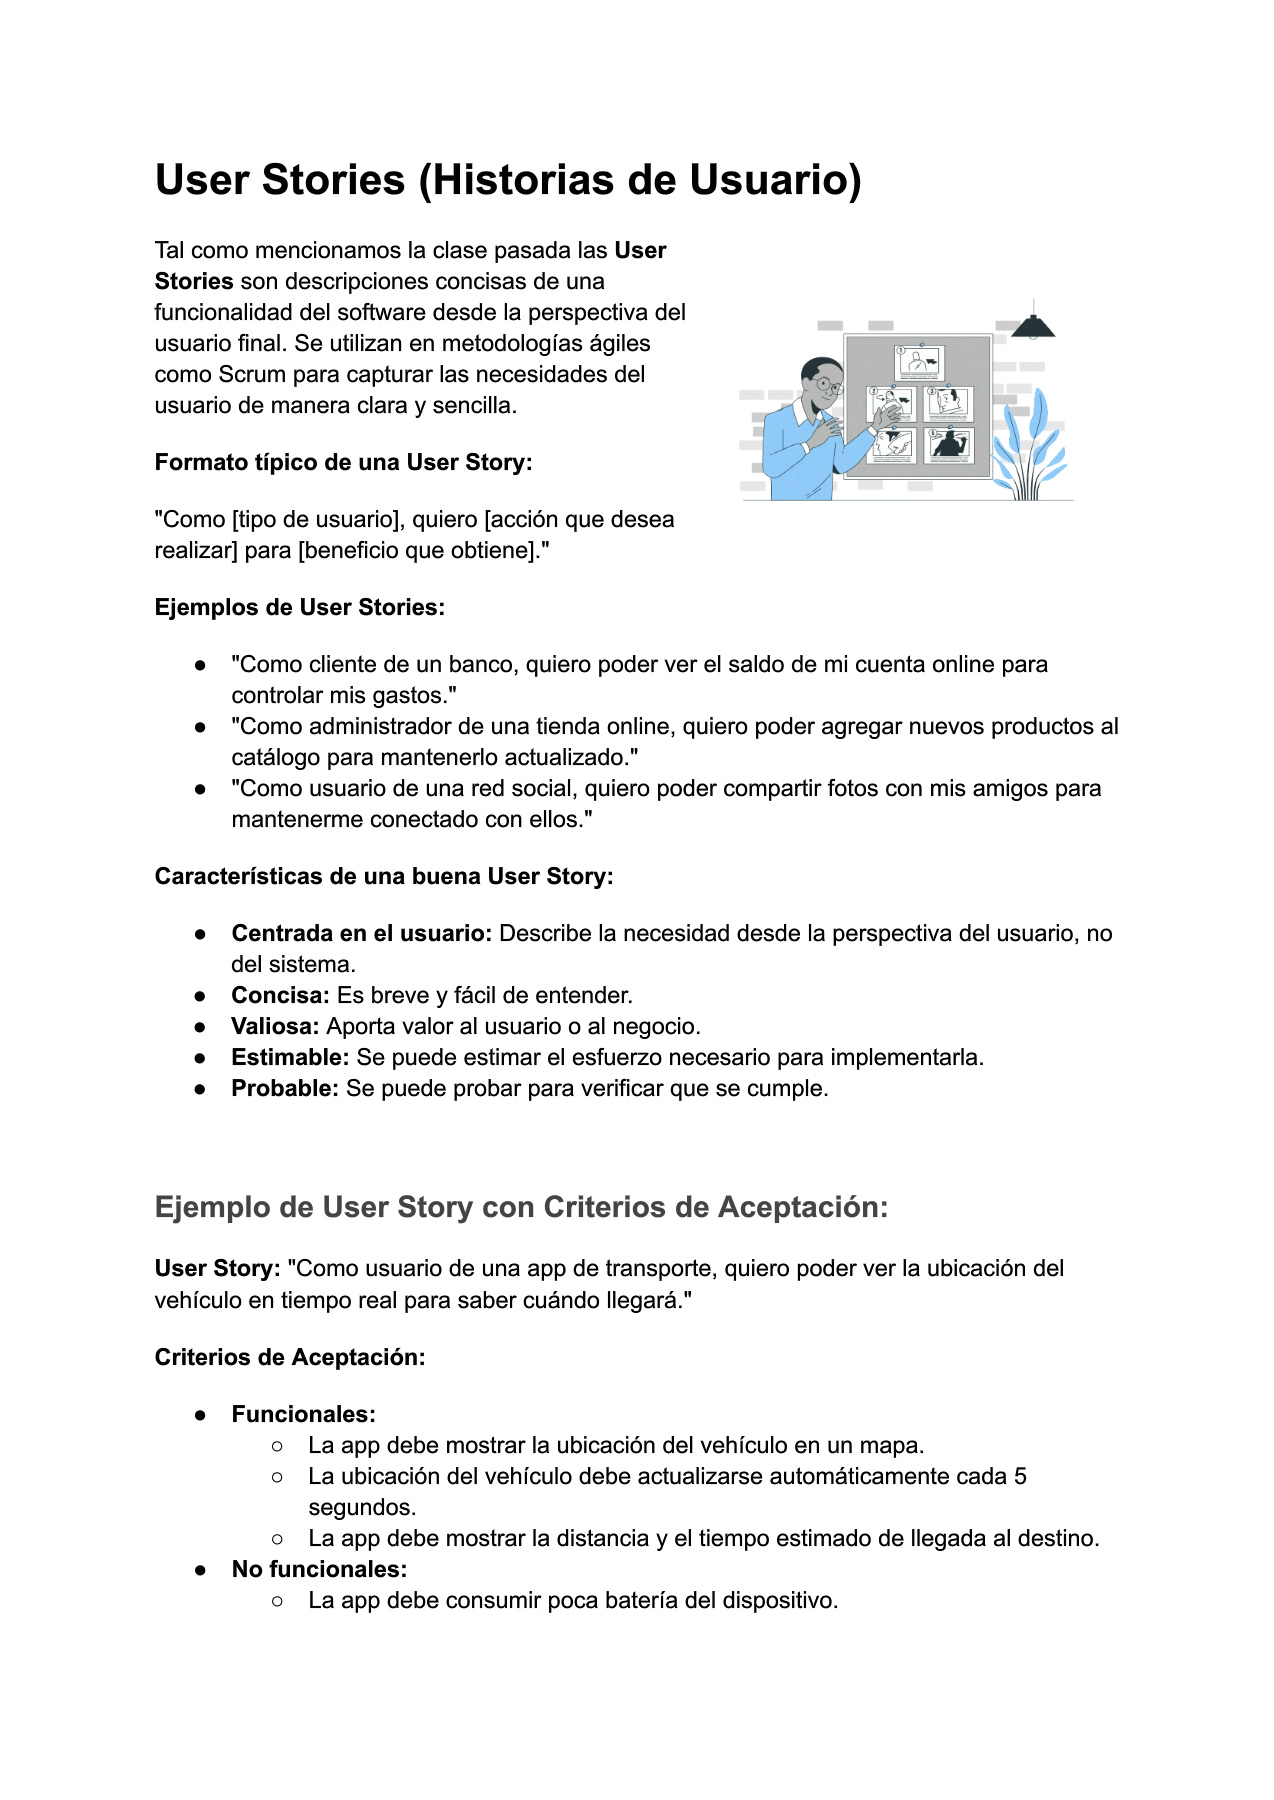 User Stories (Historias de Usuario)
Tal como mencionamos la clase pasada las User
Stories son descripciones concisas de una
funcionalidad del software desde la perspectiva del
usuario final. Se utilizan en metodologías ágiles
como Scrum para capturar las necesidades del
usuario de manera clara y sencilla.
Formato típico de una User Story:
"Como [tipo de usuario], quiero [acción que desea
realizar] para [beneficio que obtiene]."
Ejemplos de User Stories:
● "Como cliente de un banco, quiero poder ver el saldo de mi cuenta online para
controlar mis gastos."
● "Como administrador de una tienda online, quiero poder agregar nuevos productos al
catálogo para mantenerlo actualizado."
● "Como usuario de una red social, quiero poder compartir fotos con mis amigos para
mantenerme conectado con ellos."
Características de una buena User Story:
● Centrada en el usuario: Describe la necesidad desde la perspectiva del usuario, no
del sistema.
● Concisa: Es breve y fácil de entender.
● Valiosa: Aporta valor al usuario o al negocio.
● Estimable: Se puede estimar el esfuerzo necesario para implementarla.
● Probable: Se puede probar para verificar que se cumple.
Ejemplo de User Story con Criterios de Aceptación:
User Story: "Como usuario de una app de transporte, quiero poder ver la ubicación del
vehículo en tiempo real para saber cuándo llegará."
Criterios de Aceptación:
● Funcionales:
○ La app debe mostrar la ubicación del vehículo en un mapa.
○ La ubicación del vehículo debe actualizarse automáticamente cada 5
segundos.
○ La app debe mostrar la distancia y el tiempo estimado de llegada al destino.
● No funcionales:
○ La app debe consumir poca batería del dispositivo.